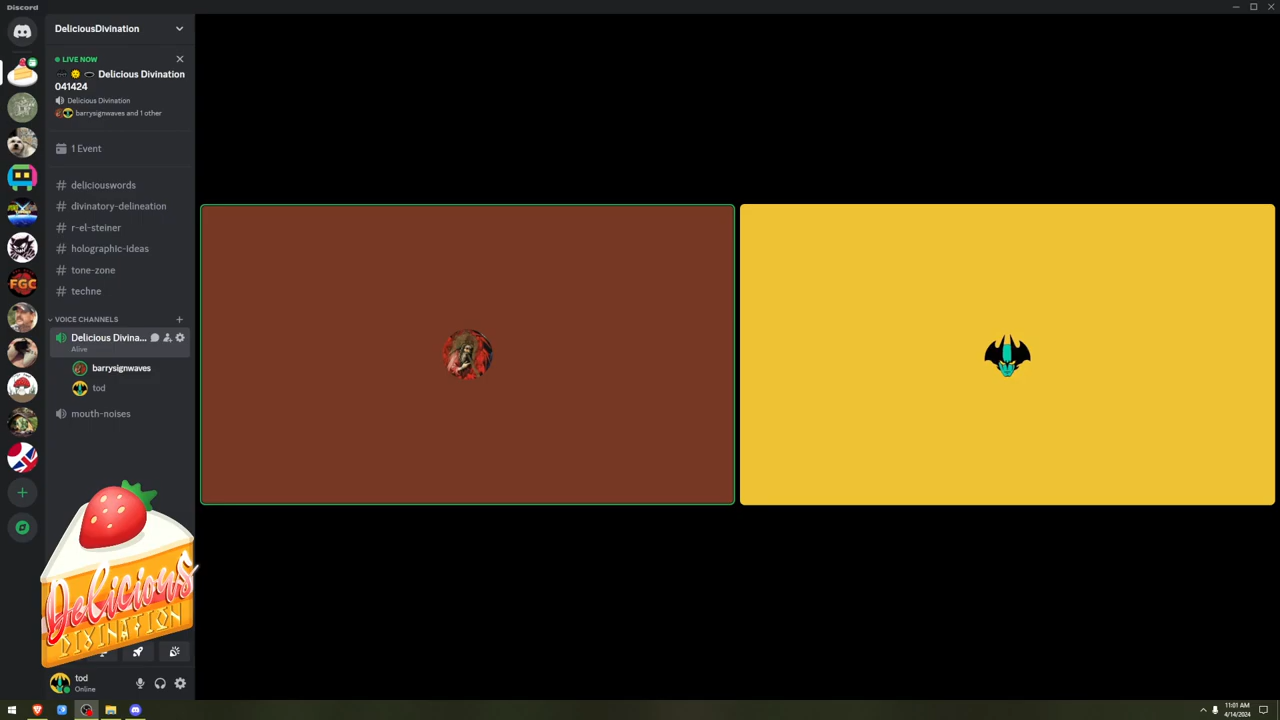 Discord
DeliciousDivination
LIVE NOW
Delicious Divination
041424
Delicious Divination
barrysignwaves and 1 other
1 Event
# deliciouswords
# divinatory-delineation
# r-el-steiner
# holographic-ideas
# tone-zone
# techne
VOICE CHANNELS
Delicious Divina...
Alive
barrysignwaves
tod
mouth-noises
FGC
Delicious
DIVINATION
tod
Online
11:01 AM
4/14/2024